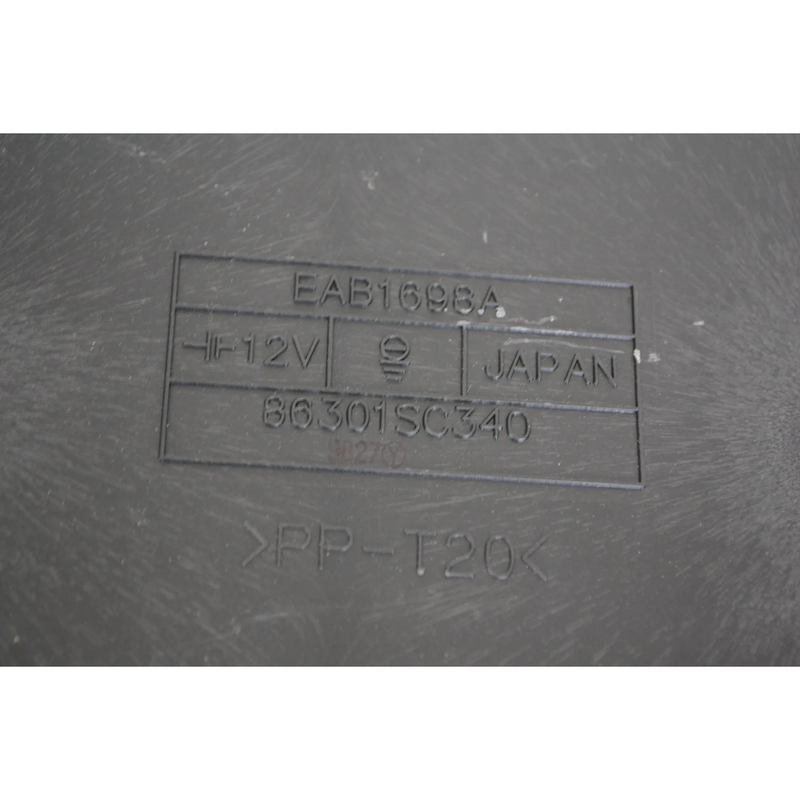 EAB1698A
12V
JAPAN
86301SC340
>PP-T20<